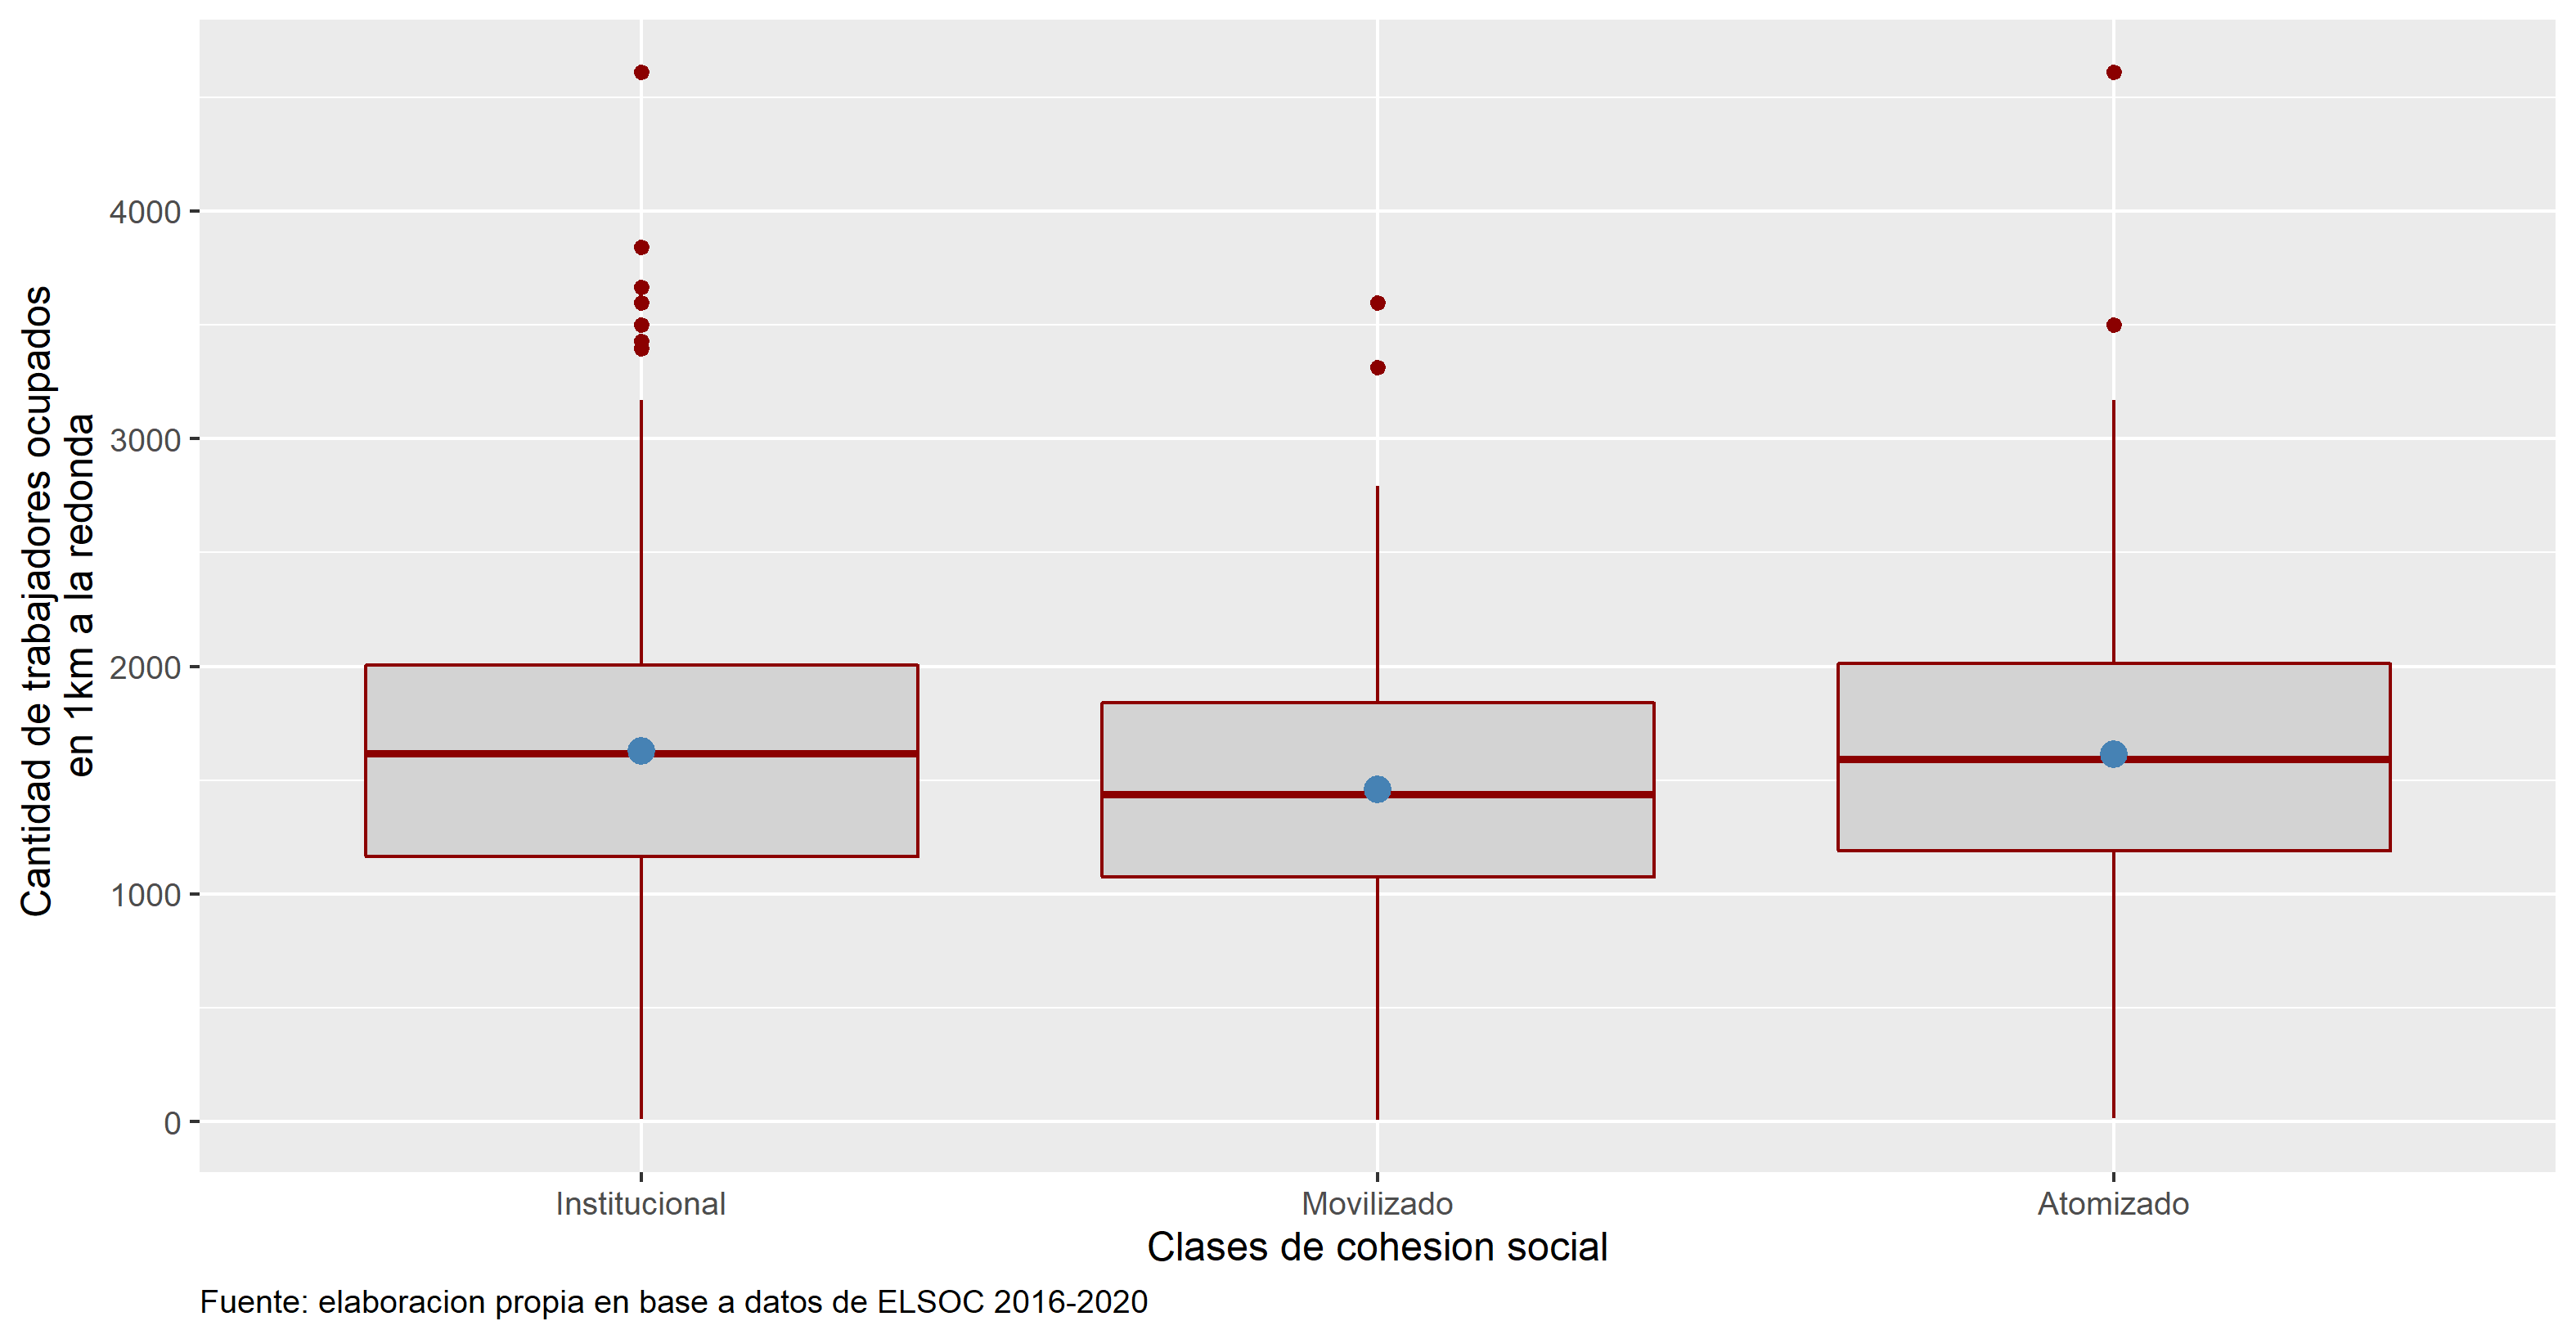 Cantidad de trabajadores ocupados
en 1km a la redonda
4000
3000
2000
1000
0
Institucional
Movilizado
Atomizado
Clases de cohesion social
Fuente: elaboracion propia en base a datos de ELSOC 2016-2020